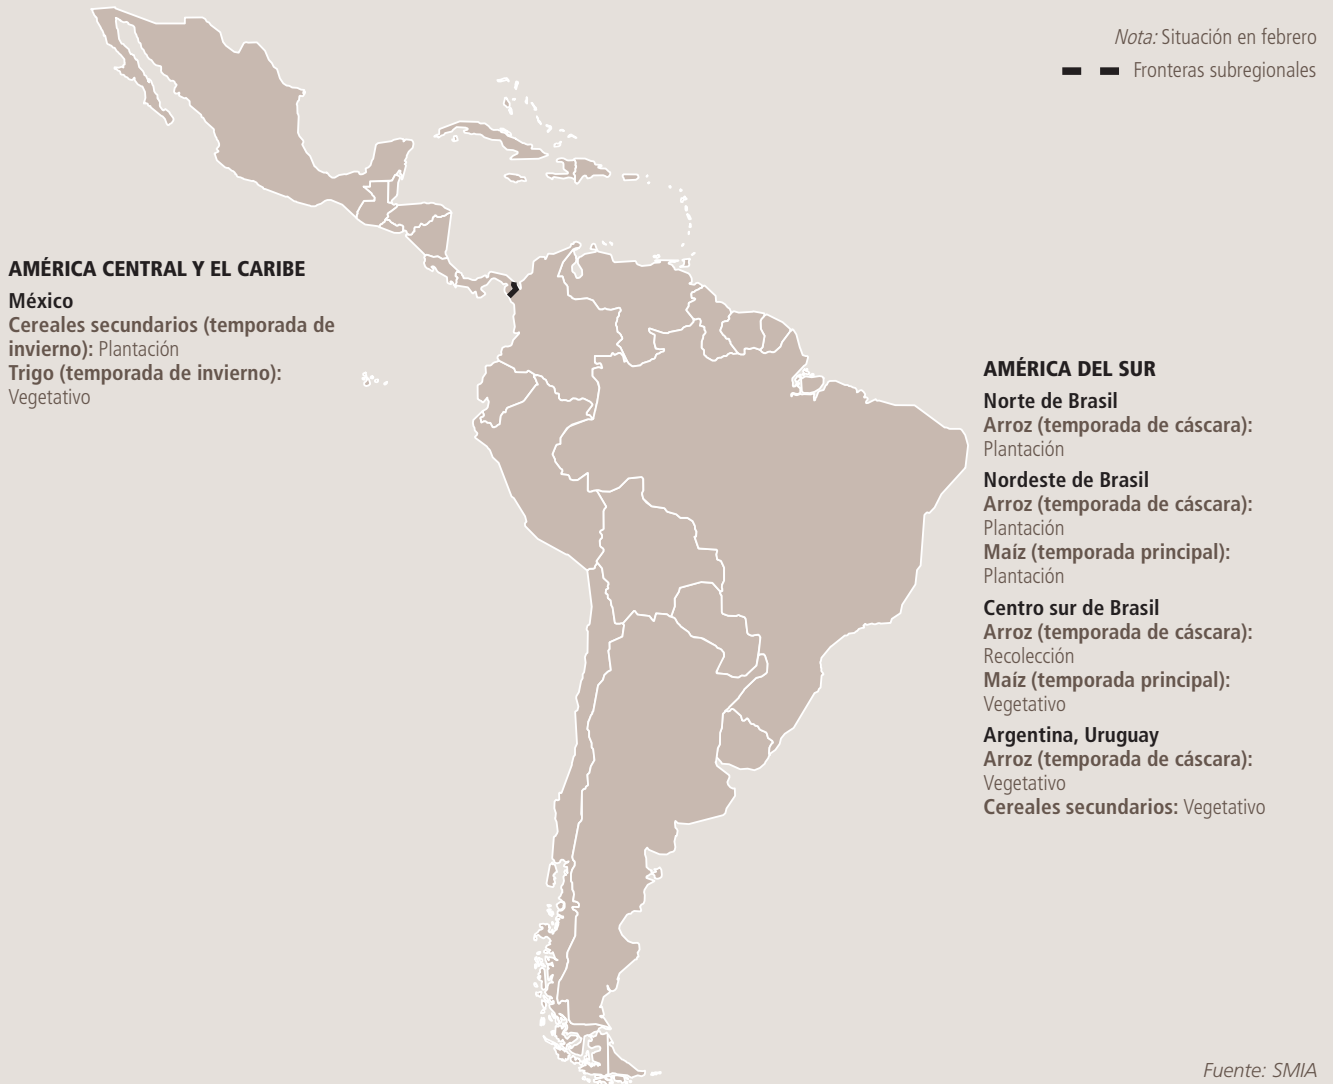 Nota: Situación en febrero
Fronteras subregionales
AMÉRICA CENTRAL Y EL CARIBE
México
Cereales secundarios (temporada de
invierno): Plantación
Trigo (temporada de invierno):
Vegetativo
AMÉRICA DEL SUR
Norte de Brasil
Arroz (temporada de cáscara):
Plantación
Nordeste de Brasil
Arroz (temporada de cáscara):
Plantación
Maíz (temporada principal):
Plantación
Centro sur de Brasil
Arroz (temporada de cáscara):
Recolección
Maíz (temporada principal):
Vegetativo
Argentina, Uruguay
Arroz (temporada de cáscara):
Vegetativo
Cereales secundarios: Vegetativo
Fuente: SMIA